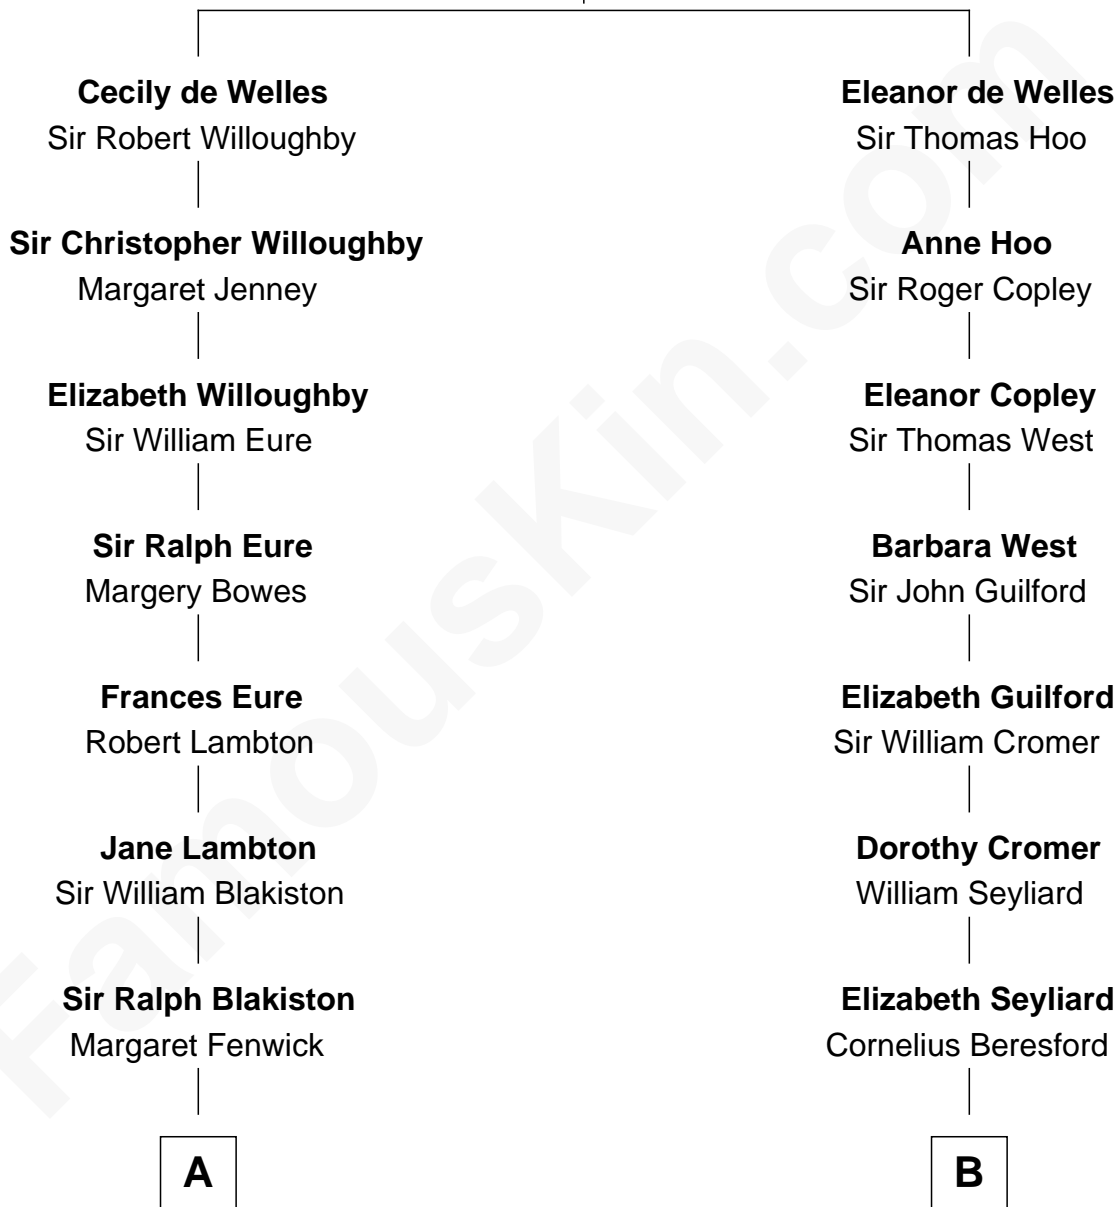 Cecily de Welles
Sir Robert Willoughby
Sir Christopher Willoughby
Margaret Jenney
Elizabeth Willoughby
Sir William Eure
Sir Ralph Eure
Margery Bowes
Frances Eure
Robert Lambton
Jane Lambton
Sir William Blakiston
Sir Ralph Blakiston
Margaret Fenwick
A
Eleanor de Welles
Sir Thomas Hoo
Anne Hoo
Sir Roger Copley
Eleanor Copley
Sir Thomas West
Barbara West
Sir John Guilford
Elizabeth Guilford
Sir William Cromer
Dorothy Cromer
William Seyliard
Elizabeth Seyliard
Cornelius Beresford
B
FamousKin.com